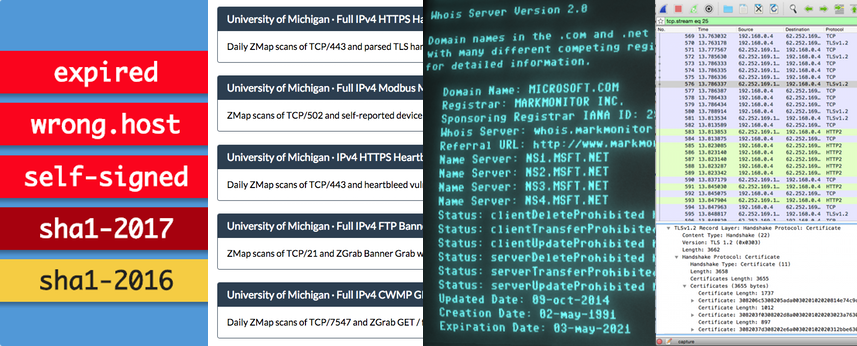 expired
wrong.host
self-signed
sha1-2017
sha1-2016
University of Michigan · Full IPv4 HTTPS Ha
Daily ZMap scans of TCP/443 and parsed TLS han
University of Michigan · Full IPv4 Modbus M
ZMap scans of TCP/502 and self-reported device
University of Michigan · IPv4 HTTPS Heartb
Daily ZMap scans of TCP/443 and heartbleed vuln
University of Michigan · Full IPv4 FTP Bann
ZMap scans of TCP/21 and ZGrab Banner Grab w
University of Michigan · Full IPv4 CWMP G
Daily ZMap scans of TCP/7547 and ZGrab GET /
Whois Server Version 2.0
Domain names in the .com and .net
with many different competing regi
for detailed information.
Domain Name: MICROSOFT.COM
Registrar: MARKMONITOR INC.
Sponsoring Registrar IANA ID: 29
Whois Server: whois.markmonitor
Referral URL: http://www.markmo
Name Server: NS1.MSFT.NET
Name Server: NS2.MSFT.NET
Name Server: NS3.MSFT.NET
Name Server: NS4.MSFT.NET
Status: clientDeleteProhibited
Status: clientTransferProhibited
Status: clientUpdateProhibited
Status: serverDeleteProhibited
Status: serverTransferProhibited
Status: serverUpdateProhibited
Updated Date: 09-oct-2014
Creation Date: 02-may-1991
Expiration Date: 03-may-2021
tcp.stream eq 25
No. Time Source Destination Protocol
569 13.763032 192.168.0.4 62.252.169… TCP
570 13.763170 192.168.0.4 62.252.169… TLSv1.2
571 13.777337 62.252.169.1… 192.168.0.4 TCP
572 13.785630 62.252.169.1… 192.168.0.4 TLSv1.2
573 13.786333 62.252.169.1… 192.168.0.4 TCP
574 13.786335 62.252.169.1… 192.168.0.4 TCP
575 13.786336 62.252.169.1… 192.168.0.4 TCP
576 13.786337 62.252.169.1… 192.168.0.4 TLSv1.2
577 13.786387 192.168.0.4 62.252.169… TCP
578 13.786433 192.168.0.4 62.252.169… TCP
579 13.786434 192.168.0.4 62.252.169… TCP
580 13.788914 192.168.0.4 62.252.169… TLSv1.2
581 13.813534 62.252.169.1… 192.168.0.4 TLSv1.2
582 13.813589 192.168.0.4 62.252.169… TCP
583 13.813853 62.252.169.1… 192.168.0.4 HTTP2
584 13.813875 192.168.0.4 62.252.169… TCP
585 13.823085 192.168.0.4 62.252.169… HTTP2
586 13.823140 192.168.0.4 62.252.169… HTTP2
587 13.823140 192.168.0.4 62.252.169… HTTP2
588 13.823287 192.168.0.4 62.252.169… HTTP2
589 13.823342 192.168.0.4 62.252.169… HTTP2
590 13.837179 62.252.169.1… 192.168.0.4 TCP
591 13.845030 62.252.169.1… 192.168.0.4 HTTP2
592 13.845078 192.168.0.4 62.252.169… TCP
593 13.847904 62.252.169.1… 192.168.0.4 HTTP2
594 13.847963 192.168.0.4 62.252.169… TCP
595 13.848817 62.252.169.1… 192.168.0.4 TLSv1.2
TLSv1.2 Record Layer: Handshake Protocol: Certificate
Content Type: Handshake (22)
Version: TLS 1.2 (0x0303)
Length: 3662
Handshake Protocol: Certificate
Handshake Type: Certificate (11)
Length: 3658
Certificates Length: 3655
Certificates (3655 bytes)
Certificate Length: 1737
Certificate Length: 1012
Certificate Length: 897
capture